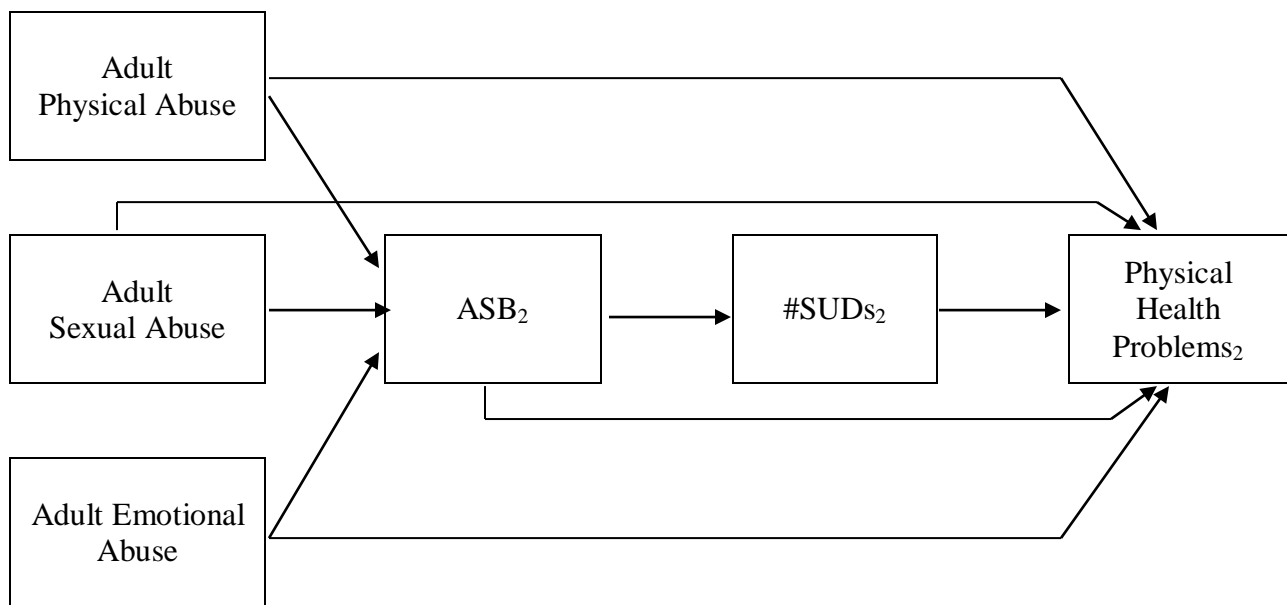 Adult
Physical Abuse
Adult
Sexual Abuse
ASB₂
#SUDs₂
Physical
Health
Problems₂
Adult Emotional
Abuse